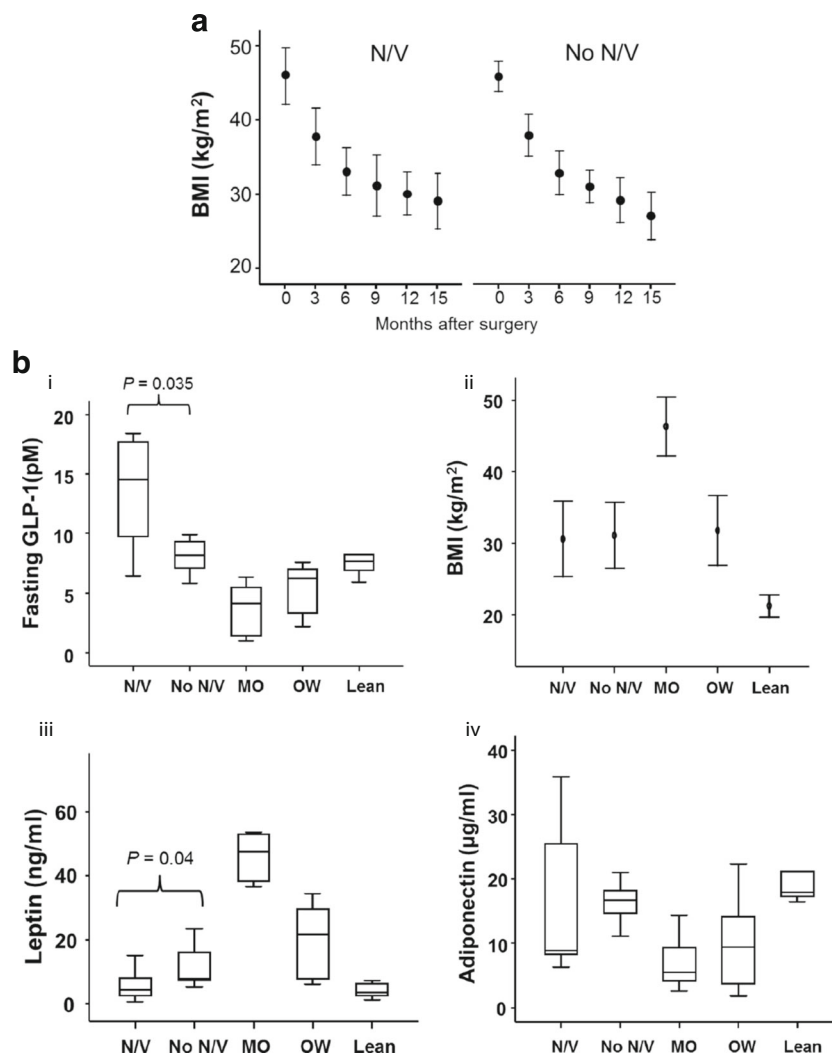 a
N/V No N/V
BMI (kg/m²)
50
40
30
20
0 3 6 9 12 15 0 3 6 9 12 15
Months after surgery
b
i
P = 0.035
Fasting GLP-1(pM)
20
15
10
5
0
N/V No N/V MO OW Lean
ii
BMI (kg/m²)
50
40
30
20
N/V No N/V MO OW Lean
iii
P = 0.04
Leptin (ng/ml)
60
40
20
0
N/V No N/V MO OW Lean
iv
Adiponectin (µg/ml)
40
30
20
10
0
N/V No N/V MO OW Lean